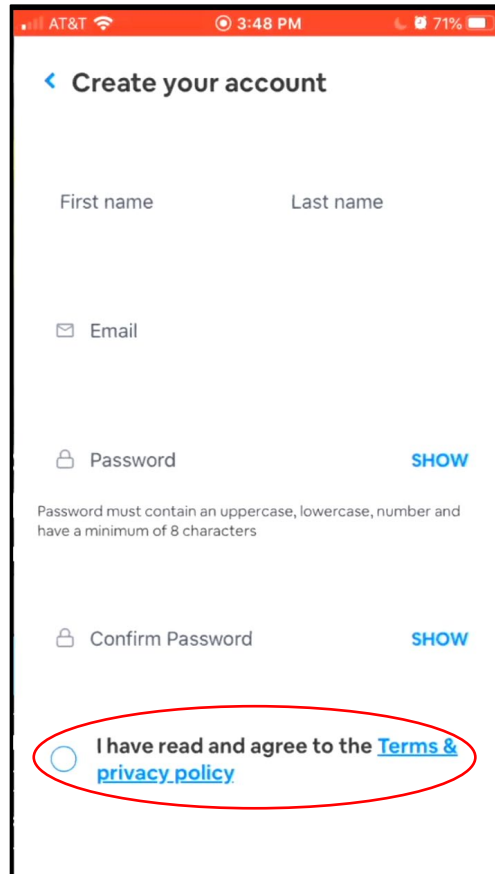 AT&T 3:48 PM 71%
Create your account
First name Last name
Email
Password SHOW
Password must contain an uppercase, lowercase, number and
have a minimum of 8 characters
Confirm Password SHOW
I have read and agree to the Terms &
privacy policy